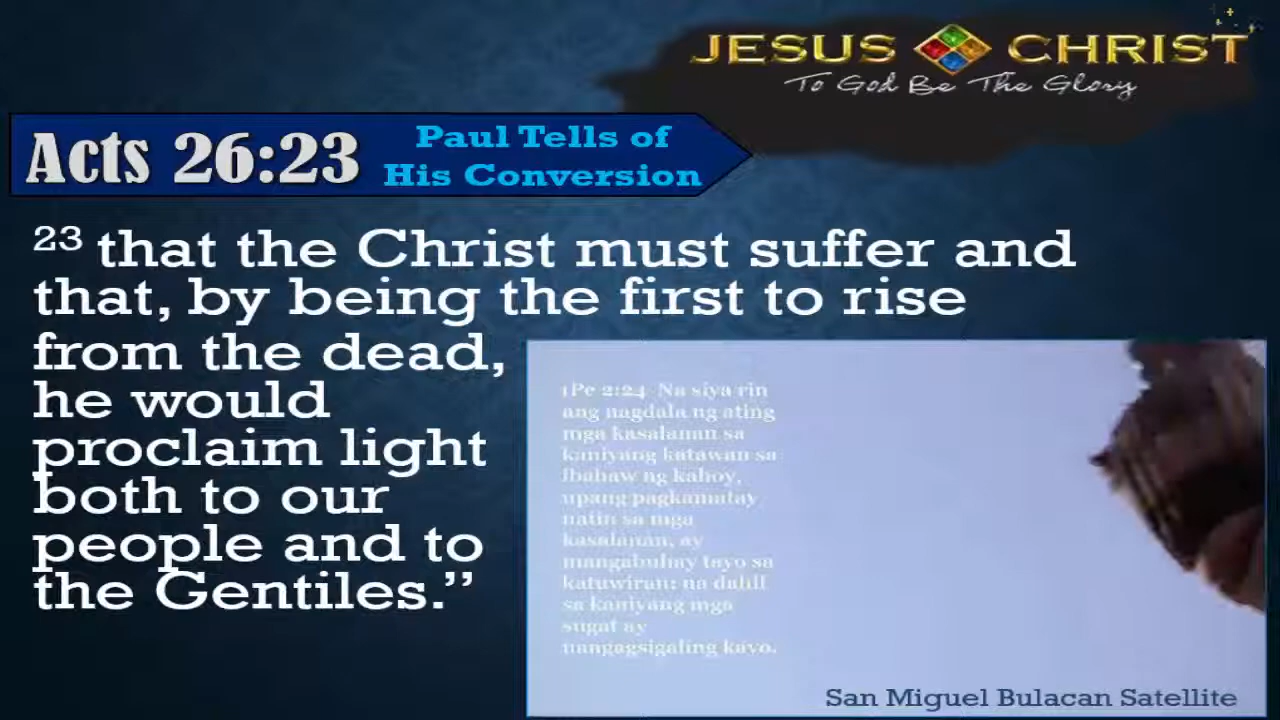 JESUS CHRIST
To God Be The Glory
Acts 26:23
Paul Tells of
His Conversion
23 that the Christ must suffer and
that, by being the first to rise
from the dead,
he would
proclaim light
both to our
people and to
the Gentiles.”
1Pe 2:24 Na siya rin
ang nagdala ng ating
mga kasalanan sa
kaniyang katawan sa
ibabaw ng kahoy,
upang pagkamatay
natin sa mga
kasalanan, ay
mangabuhay tayo sa
katuwiran; na dahil
sa kaniyang mga
sugat ay
nangagsigaling kayo.
San Miguel Bulacan Satellite